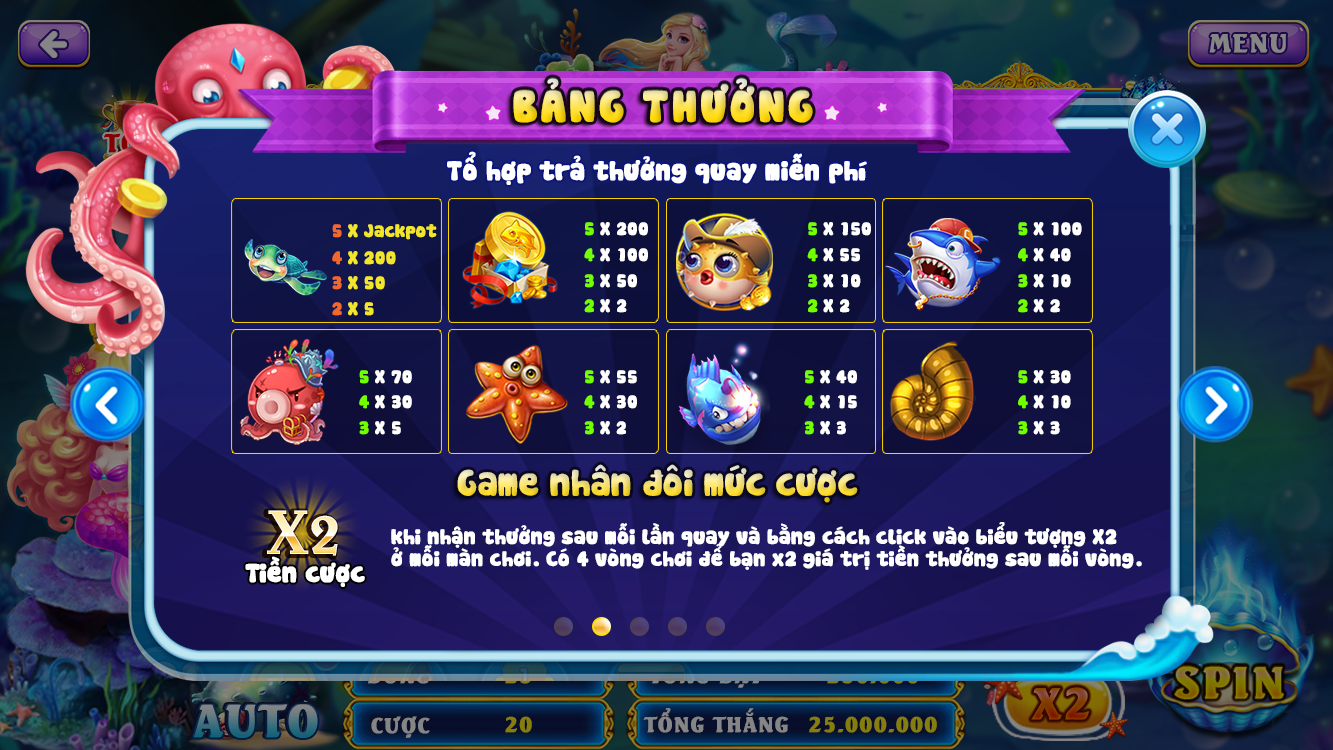 MENU
BẢNG THƯỞNG
Tổ hợp trả thưởng quay miễn phí
5 X Jackpot
4 X 200
3 X 50
2 X 5
5 X 200
4 X 100
3 X 50
2 X 2
5 X 150
4 X 55
3 X 10
2 X 2
5 X 100
4 X 40
3 X 10
2 X 2
5 X 70
4 X 30
3 X 5
5 X 55
4 X 30
3 X 2
5 X 40
4 X 15
3 X 3
5 X 30
4 X 10
3 X 3
Game nhân đôi mức cược
X2
Tiền cược
khi nhận thưởng sau mỗi lần quay và bằng cách click vào biểu tượng X2
ở mỗi màn chơi. Có 4 vòng chơi để bạn x2 giá trị tiền thưởng sau mỗi vòng.
AUTO
CƯỢC 20
TỔNG THẮNG 25.000.000
X2
SPIN